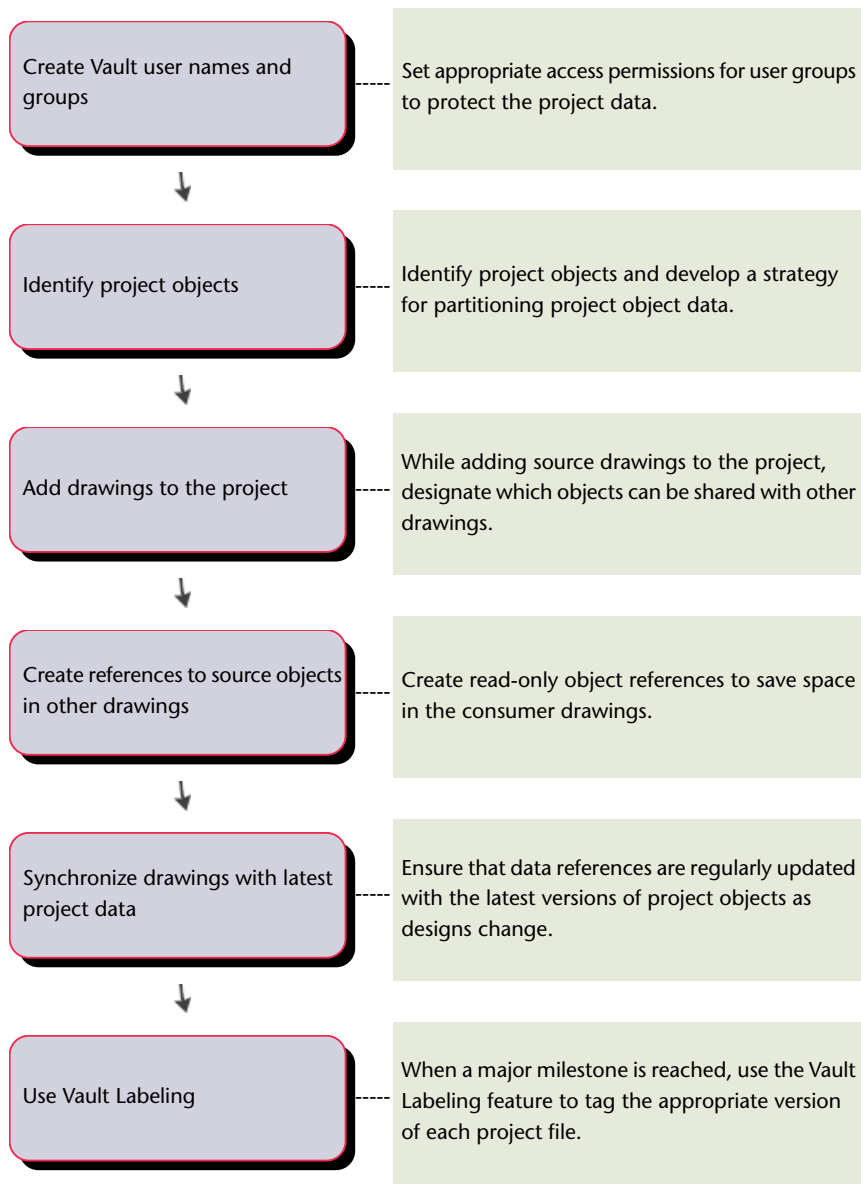 Create Vault user names and
groups
Set appropriate access permissions for user groups
to protect the project data.
Identify project objects
Identify project objects and develop a strategy
for partitioning project object data.
Add drawings to the project
While adding source drawings to the project,
designate which objects can be shared with other
drawings.
Create references to source objects
in other drawings
Create read-only object references to save space
in the consumer drawings.
Synchronize drawings with latest
project data
Ensure that data references are regularly updated
with the latest versions of project objects as
designs change.
Use Vault Labeling
When a major milestone is reached, use the Vault
Labeling feature to tag the appropriate version
of each project file.